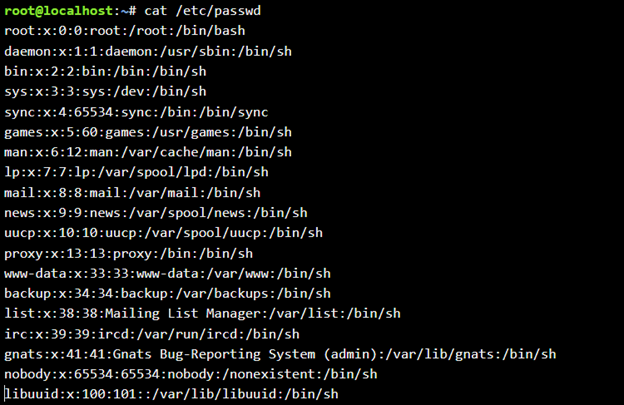 root@localhost:~# cat /etc/passwd
root:x:0:0:root:/root:/bin/bash
daemon:x:1:1:daemon:/usr/sbin:/bin/sh
bin:x:2:2:bin:/bin:/bin/sh
sys:x:3:3:sys:/dev:/bin/sh
sync:x:4:65534:sync:/bin:/bin/sync
games:x:5:60:games:/usr/games:/bin/sh
man:x:6:12:man:/var/cache/man:/bin/sh
lp:x:7:7:lp:/var/spool/lpd:/bin/sh
mail:x:8:8:mail:/var/mail:/bin/sh
news:x:9:9:news:/var/spool/news:/bin/sh
uucp:x:10:10:uucp:/var/spool/uucp:/bin/sh
proxy:x:13:13:proxy:/bin:/bin/sh
www-data:x:33:33:www-data:/var/www:/bin/sh
backup:x:34:34:backup:/var/backups:/bin/sh
list:x:38:38:Mailing List Manager:/var/list:/bin/sh
irc:x:39:39:ircd:/var/run/ircd:/bin/sh
gnats:x:41:41:Gnats Bug-Reporting System (admin):/var/lib/gnats:/bin/sh
nobody:x:65534:65534:nobody:/nonexistent:/bin/sh
libuuid:x:100:101::/var/lib/libuuid:/bin/sh